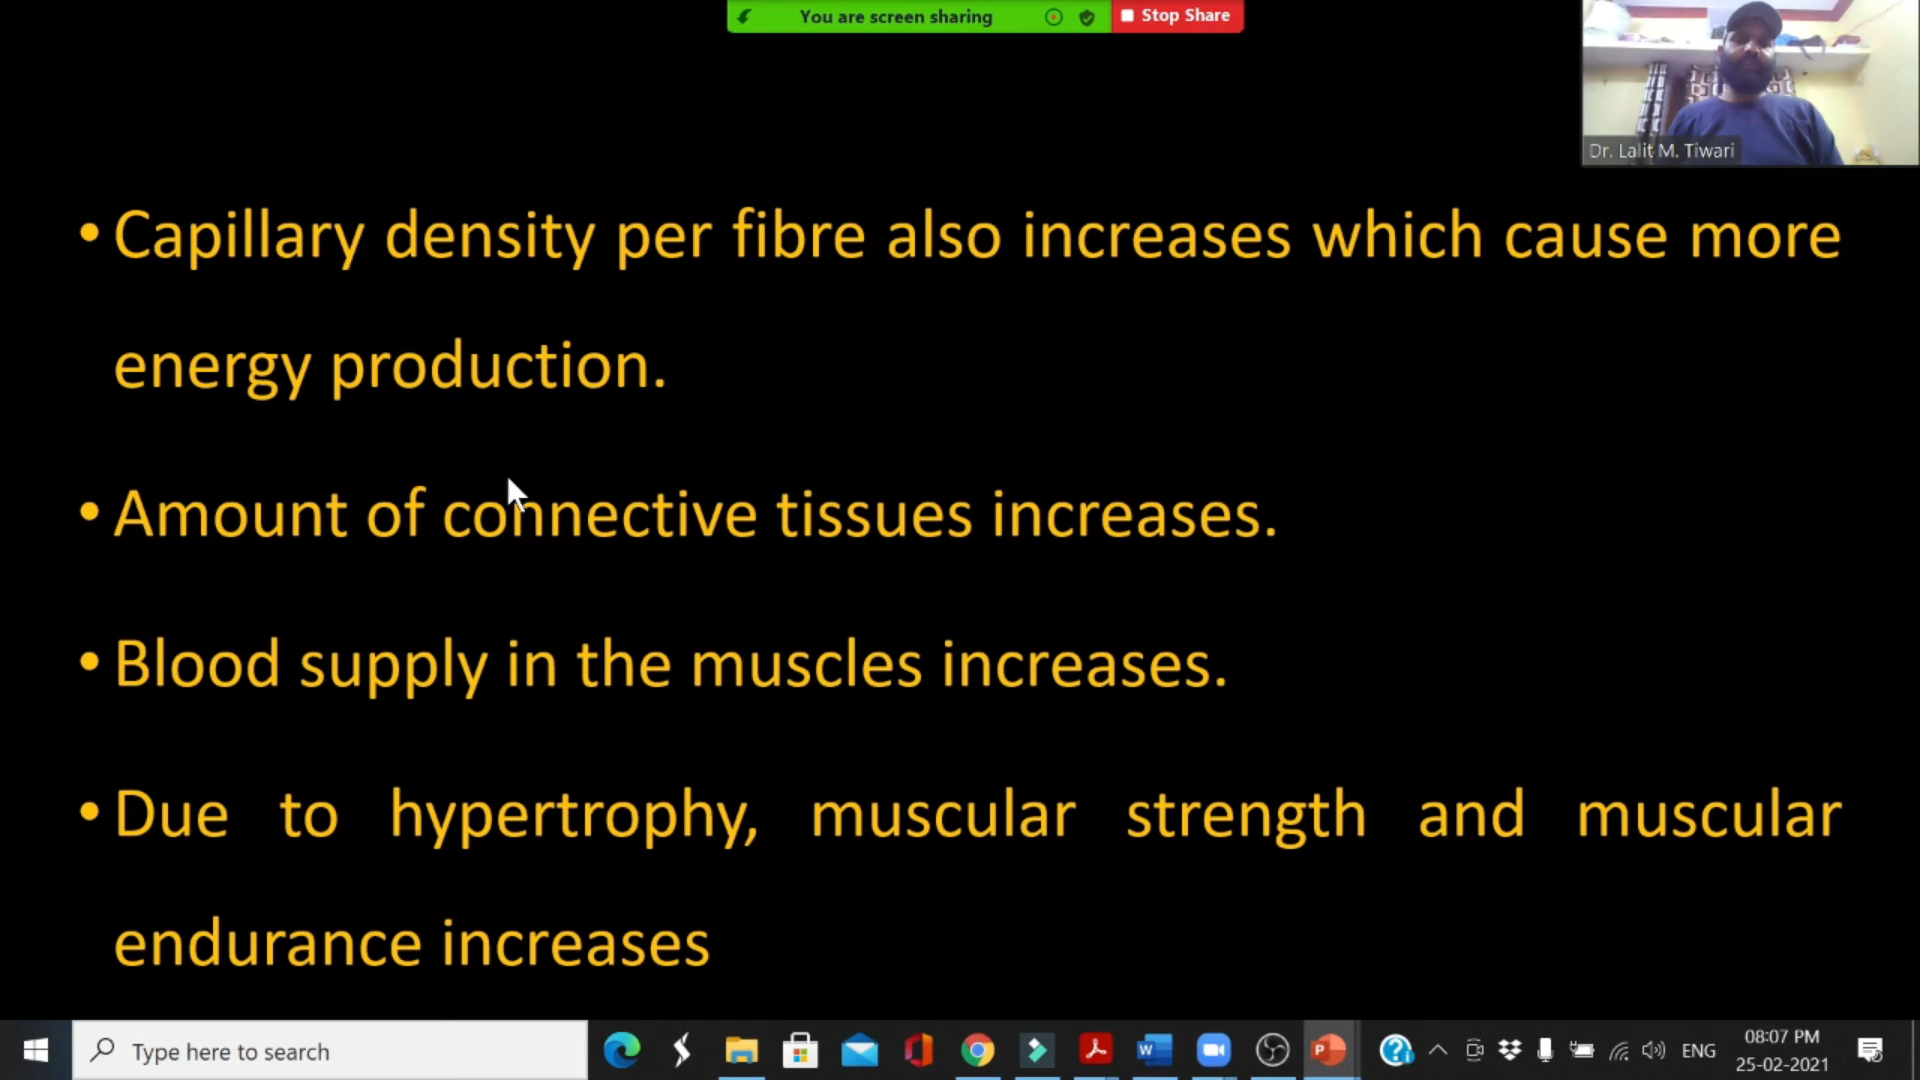 You are screen sharing
Stop Share
Dr. Lalit M. Tiwari
• Capillary density per fibre also increases which cause more
energy production.
• Amount of connective tissues increases.
• Blood supply in the muscles increases.
• Due to hypertrophy, muscular strength and muscular
endurance increases
Type here to search
ENG
08:07 PM
25-02-2021